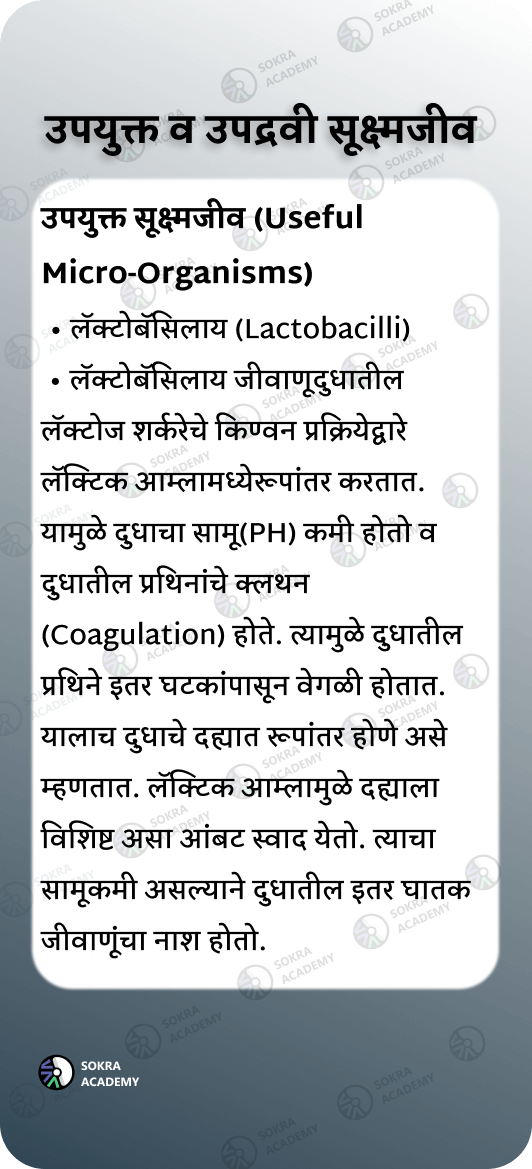 उपयुक्त व उपद्रवी सूक्ष्मजीव
उपयुक्त सूक्ष्मजीव (Useful
Micro-Organisms)
• लॅक्टोबॅसिलाय (Lactobacilli)
• लॅक्टोबॅसिलाय जीवाणूदुधातील
लॅक्टोज शर्करेचे किण्वन प्रक्रियेद्वारे
लॅक्टिक आम्लामध्येरूपांतर करतात.
यामुळे दुधाचा सामू(PH) कमी होतो व
दुधातील प्रथिनांचे क्लथन
(Coagulation) होते. त्यामुळे दुधातील
प्रथिने इतर घटकांपासून वेगळी होतात.
यालाच दुधाचे दह्यात रूपांतर होणे असे
म्हणतात. लॅक्टिक आम्लामुळे दह्याला
विशिष्ट असा आंबट स्वाद येतो. त्याचा
सामूकमी असल्याने दुधातील इतर घातक
जीवाणूंचा नाश होतो.
SOKRA
ACADEMY